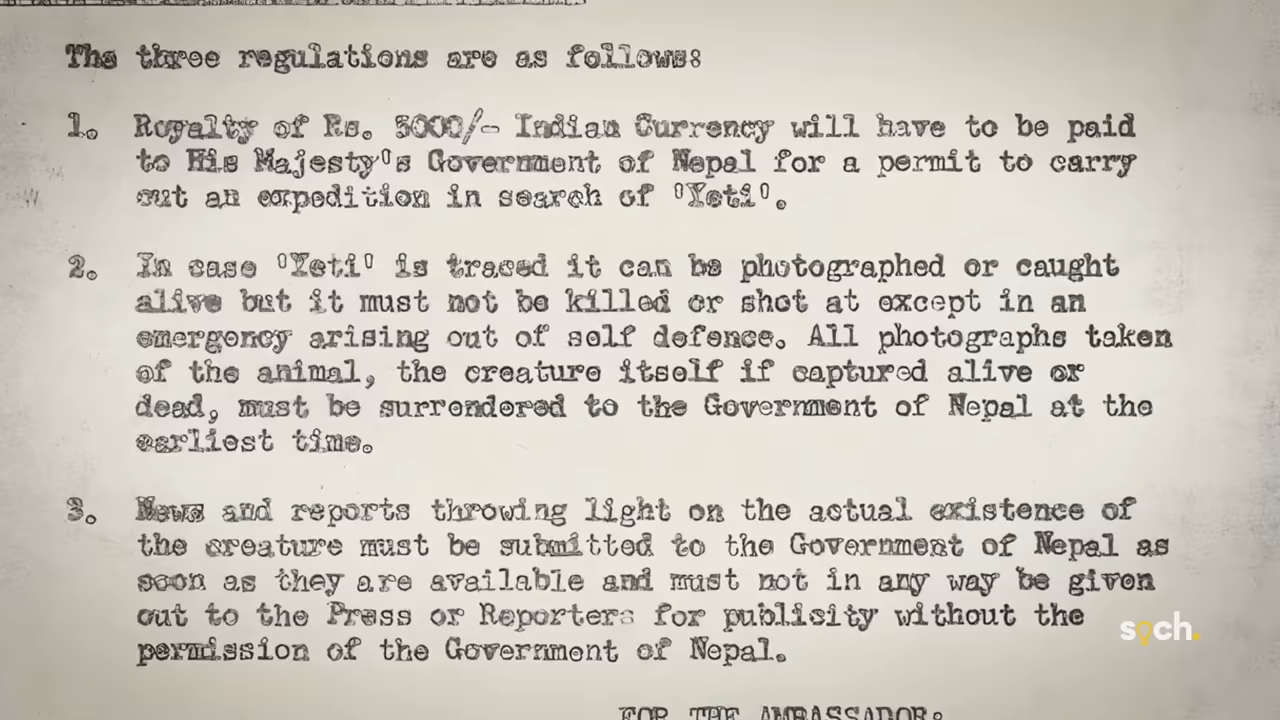 The three regulations are as follows:
1. Royalty of Rs. 5000/- Indian Currency will have to be paid
to His Majesty's Government of Nepal for a permit to carry
out an expedition in search of 'Yeti'.
2. In case 'Yeti' is traced it can be photographed or caught
alive but it must not be killed or shot at except in an
emergency arising out of self defence. All photographs taken
of the animal, the creature itself if captured alive or
dead, must be surrendered to the Government of Nepal at the
earliest time.
3. News and reports throwing light on the actual existence of
the creature must be submitted to the Government of Nepal as
soon as they are available and must not in any way be given
out to the Press or Reporters for publicity without the
permission of the Government of Nepal.
soch.
FOR THE AMBASSADOR: